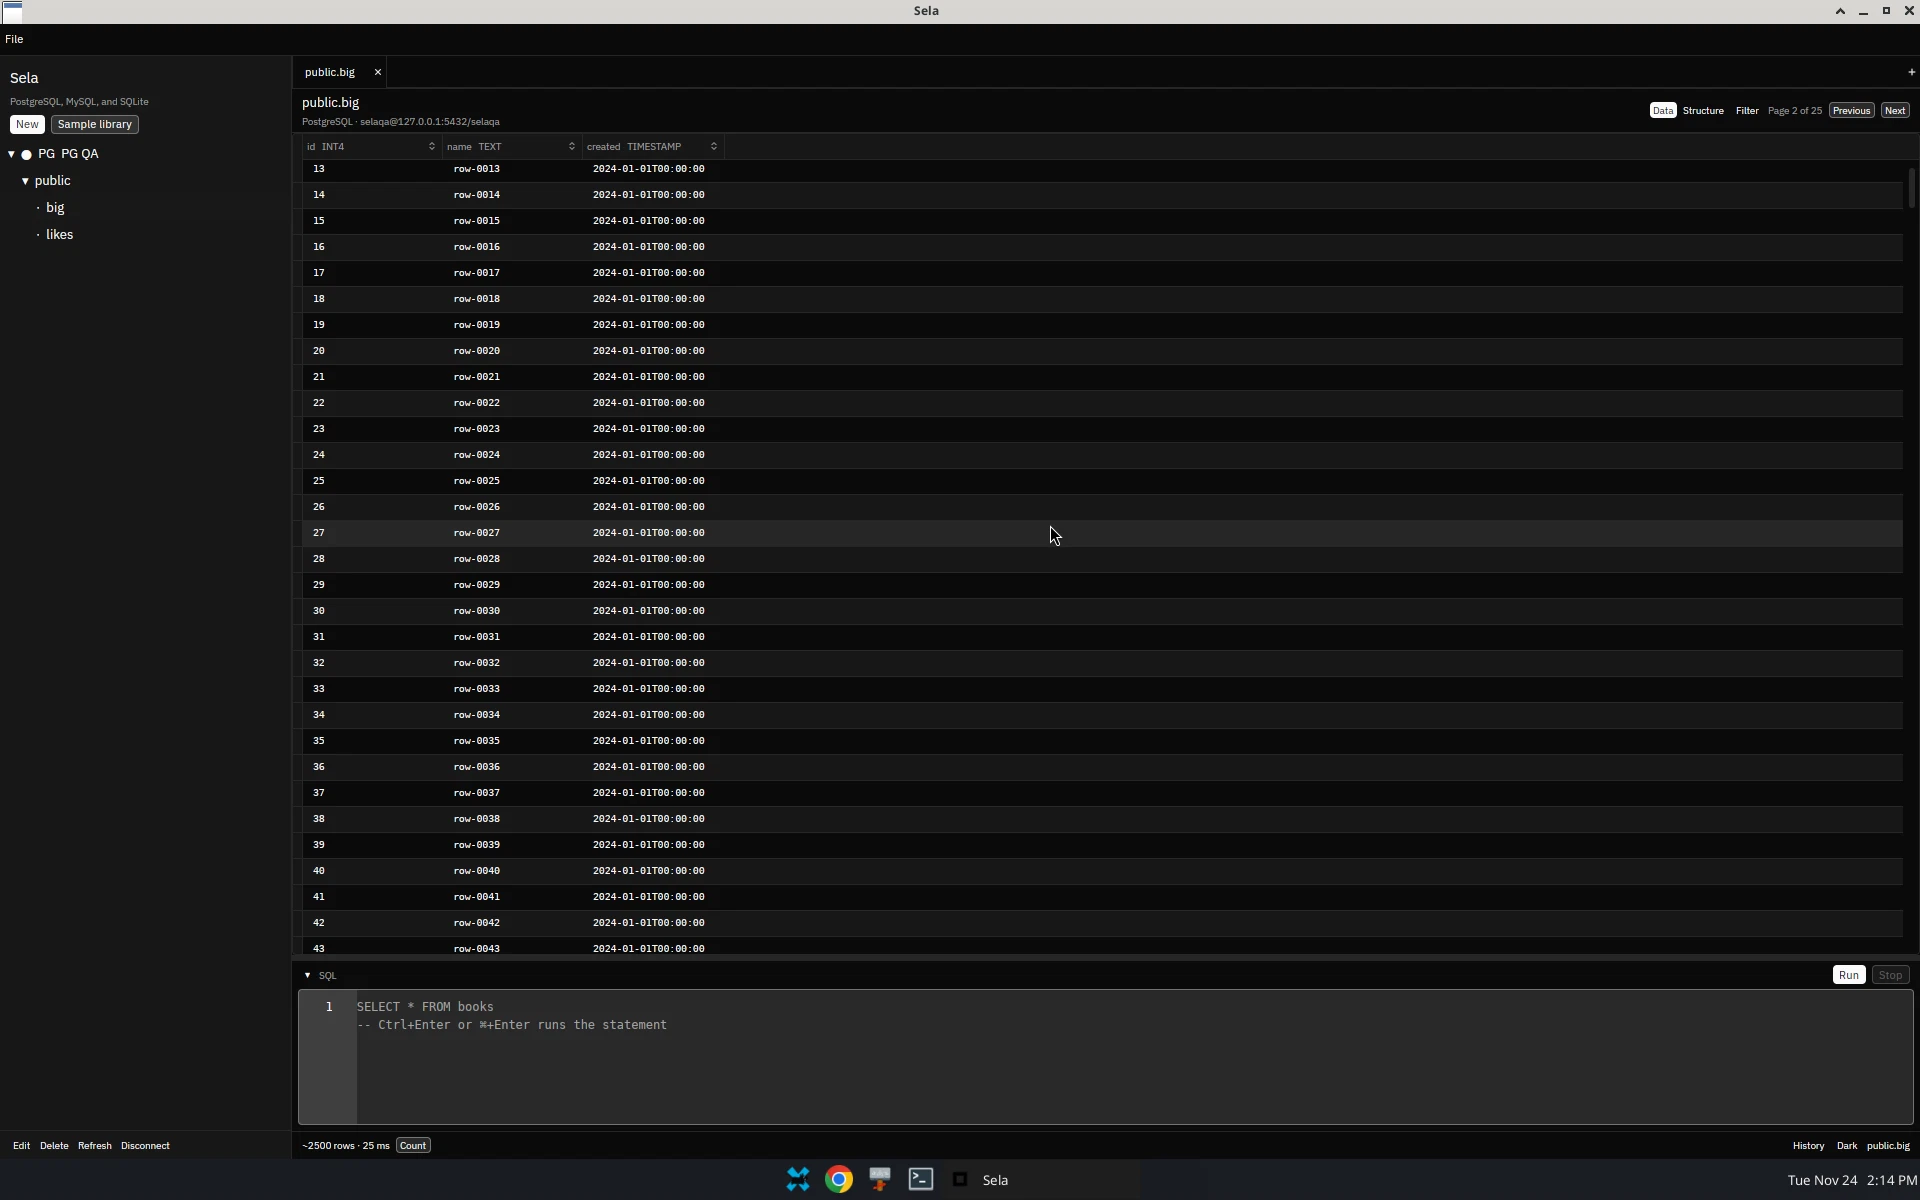 Sela
File
Sela
PostgreSQL, MySQL, and SQLite
New Sample library
▼ PG PG QA
▼ public
· big
· likes
Edit Delete Refresh Disconnect
public.big × +
public.big
PostgreSQL · selaqa@127.0.0.1:5432/selaqa
Data Structure Filter Page 2 of 25 Previous Next
id INT4 name TEXT created TIMESTAMP
13 row-0013 2024-01-01T00:00:00
14 row-0014 2024-01-01T00:00:00
15 row-0015 2024-01-01T00:00:00
16 row-0016 2024-01-01T00:00:00
17 row-0017 2024-01-01T00:00:00
18 row-0018 2024-01-01T00:00:00
19 row-0019 2024-01-01T00:00:00
20 row-0020 2024-01-01T00:00:00
21 row-0021 2024-01-01T00:00:00
22 row-0022 2024-01-01T00:00:00
23 row-0023 2024-01-01T00:00:00
24 row-0024 2024-01-01T00:00:00
25 row-0025 2024-01-01T00:00:00
26 row-0026 2024-01-01T00:00:00
27 row-0027 2024-01-01T00:00:00
28 row-0028 2024-01-01T00:00:00
29 row-0029 2024-01-01T00:00:00
30 row-0030 2024-01-01T00:00:00
31 row-0031 2024-01-01T00:00:00
32 row-0032 2024-01-01T00:00:00
33 row-0033 2024-01-01T00:00:00
34 row-0034 2024-01-01T00:00:00
35 row-0035 2024-01-01T00:00:00
36 row-0036 2024-01-01T00:00:00
37 row-0037 2024-01-01T00:00:00
38 row-0038 2024-01-01T00:00:00
39 row-0039 2024-01-01T00:00:00
40 row-0040 2024-01-01T00:00:00
41 row-0041 2024-01-01T00:00:00
42 row-0042 2024-01-01T00:00:00
43 row-0043 2024-01-01T00:00:00
▼ SQL Run Stop
1 SELECT * FROM books
-- Ctrl+Enter or ⌘+Enter runs the statement
~2500 rows · 25 ms Count
History Dark public.big
Sela
Tue Nov 24 2:14 PM